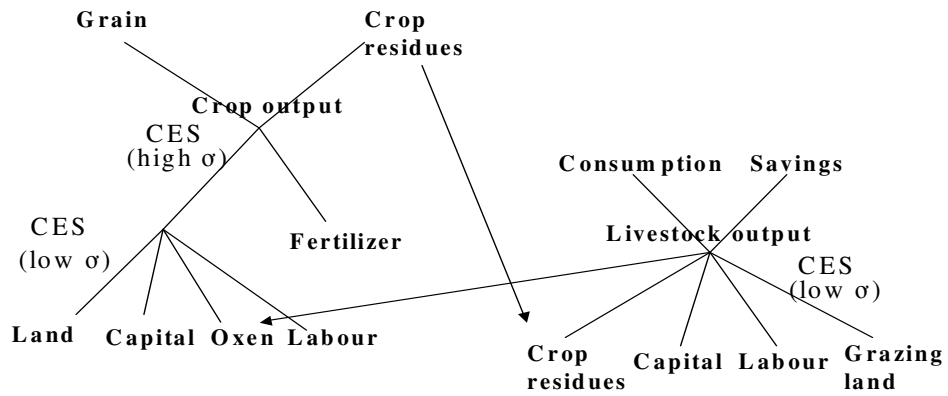 Grain
Crop
residues
Crop output
CES
(high σ)
Consumption Savings
CES
(low σ)
Fertilizer
Livestock output
CES
(low σ)
Land Capital Oxen Labour
Crop
residues
Capital Labour Grazing
land